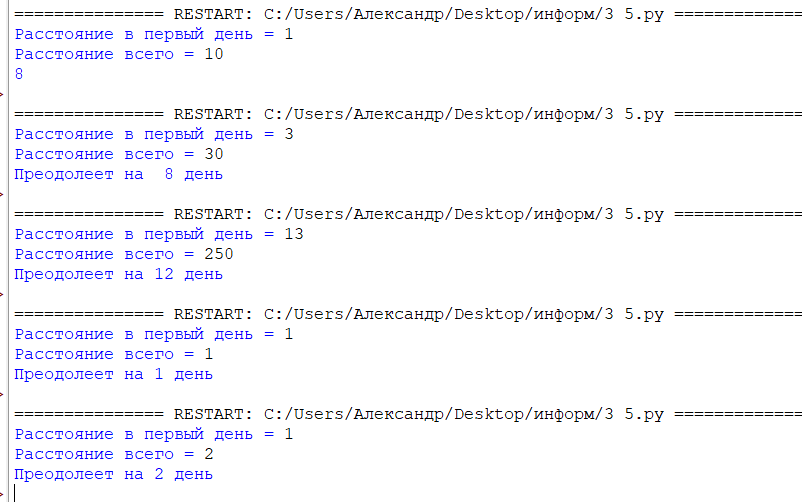 =============== RESTART: C:/Users/Александр/Desktop/информ/3 5.py =============
Расстояние в первый день = 1
Расстояние всего = 10
8
=============== RESTART: C:/Users/Александр/Desktop/информ/3 5.py =============
Расстояние в первый день = 3
Расстояние всего = 30
Преодолеет на  8 день
=============== RESTART: C:/Users/Александр/Desktop/информ/3 5.py =============
Расстояние в первый день = 13
Расстояние всего = 250
Преодолеет на 12 день
=============== RESTART: C:/Users/Александр/Desktop/информ/3 5.py =============
Расстояние в первый день = 1
Расстояние всего = 1
Преодолеет на 1 день
=============== RESTART: C:/Users/Александр/Desktop/информ/3 5.py =============
Расстояние в первый день = 1
Расстояние всего = 2
Преодолеет на 2 день